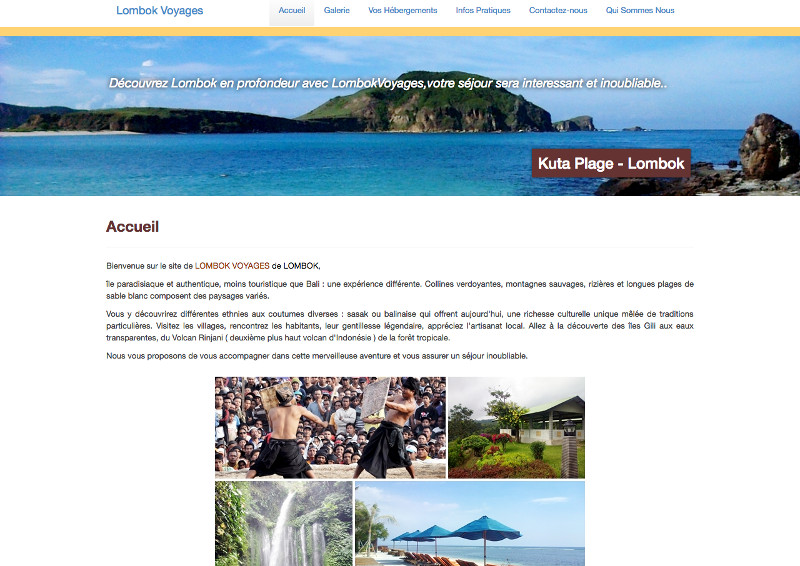 Lombok Voyages
Accueil
Galerie
Vos Hébergements
Infos Pratiques
Contactez-nous
Qui Sommes Nous
Découvrez Lombok en profondeur avec LombokVoyages,votre séjour sera interessant et inoubliable..
Kuta Plage - Lombok
Accueil
Bienvenue sur le site de LOMBOK VOYAGES de LOMBOK,
Île paradisiaque et authentique, moins touristique que Bali : une expérience différente. Collines verdoyantes, montagnes sauvages, rizières et longues plages de
sable blanc composent des paysages variés.
Vous y découvrirez différentes ethnies aux coutumes diverses : sasak ou balinaise qui offrent aujourd'hui, une richesse culturelle unique mêlée de traditions
particulières. Visitez les villages, rencontrez les habitants, leur gentillesse légendaire, appréciez l'artisanat local. Allez à la découverte des îles Gili aux eaux
transparentes, du Volcan Rinjani ( deuxième plus haut volcan d'Indonésie ) de la forêt tropicale.
Nous vous proposons de vous accompagner dans cette merveilleuse aventure et vous assurer un séjour inoubliable.